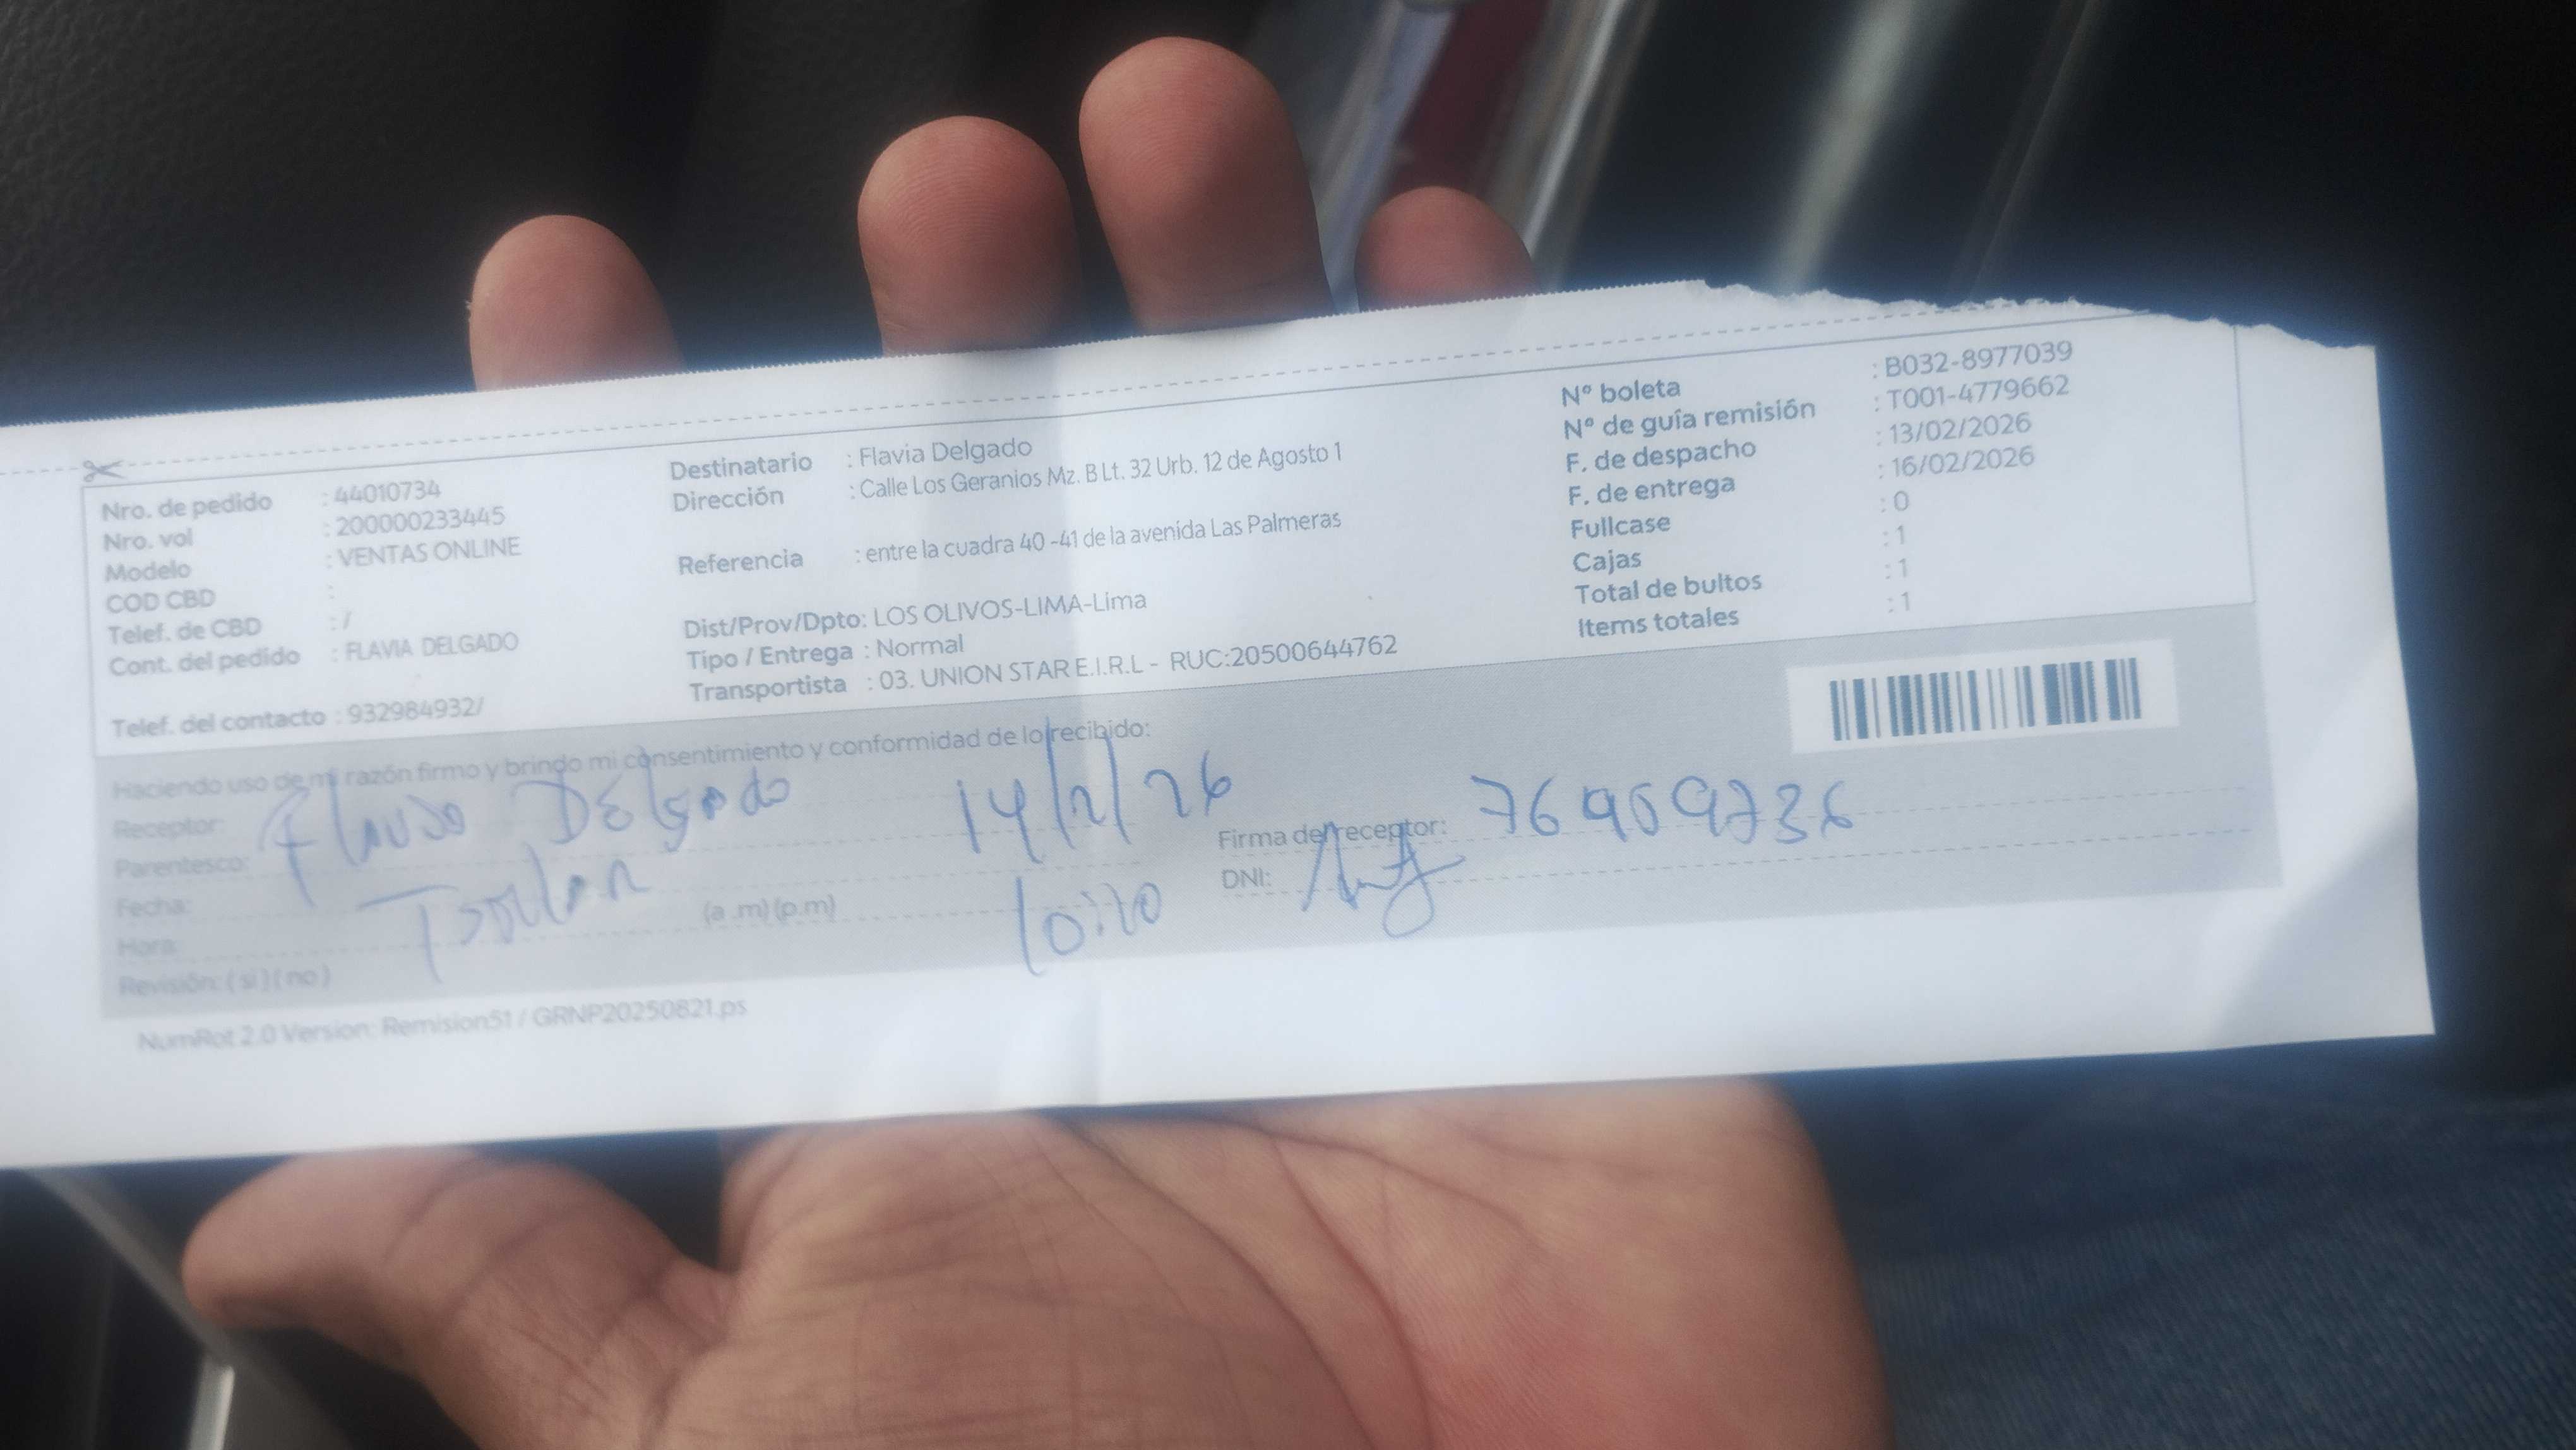 Nro. de pedido : 44010734
Nro. vol : 200000233445
Modelo : VENTAS ONLINE
COD CBD :
Telef. de CBD : /
Cont. del pedido : FLAVIA DELGADO
Telef. del contacto : 932984932/
Destinatario : Flavia Delgado
Dirección : Calle Los Geranios Mz. B Lt. 32 Urb. 12 de Agosto 1
Referencia : entre la cuadra 40 -41 de la avenida Las Palmeras
Dist/Prov/Dpto: LOS OLIVOS-LIMA-Lima
Tipo / Entrega : Normal
Transportista : 03. UNION STAR E.I.R.L - RUC:20500644762
Nº boleta : B032-8977039
Nº de guía remisión : T001-4779662
F. de despacho : 13/02/2026
F. de entrega : 16/02/2026
Fullcase : 0
Cajas : 1
Total de bultos : 1
Items totales : 1
Haciendo uso de mi razón firmo y brindo mi consentimiento y conformidad de lo recibido:
Receptor: Delgado 14/2/26
Parentesco:
Fecha:
Hora: (a .m) (p.m)
Revisión: ( si ) ( no )
Firma del receptor:
DNI:
NumRot 2.0 Version: Remision51 / GRNP20250821.ps